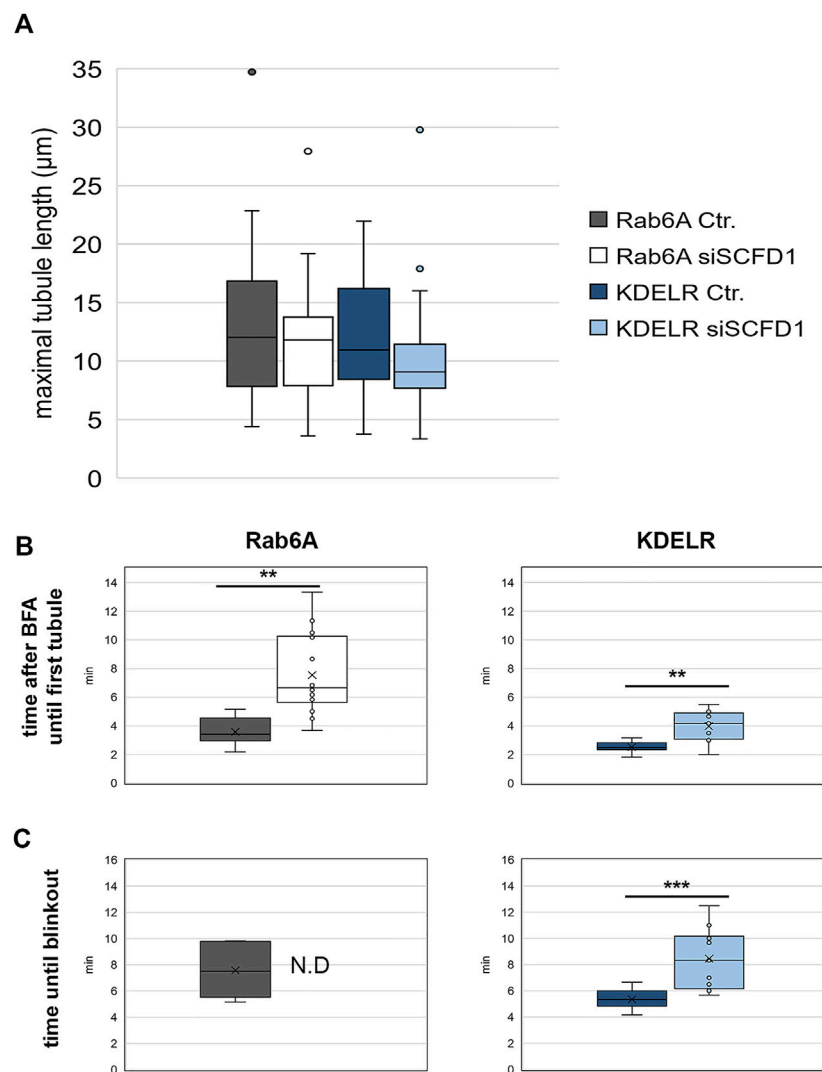 A
maximal tubule length (µm)
35
30
25
20
15
10
5
0
Rab6A Ctr.
Rab6A siSCFD1
KDELR Ctr.
KDELR siSCFD1
B
Rab6A
KDELR
time after BFA
until first tubule
min
14
12
10
8
6
4
2
0
**
min
14
12
10
8
6
4
2
0
**
C
time until blinkout
min
16
14
12
10
8
6
4
2
0
N.D
min
16
14
12
10
8
6
4
2
0
***